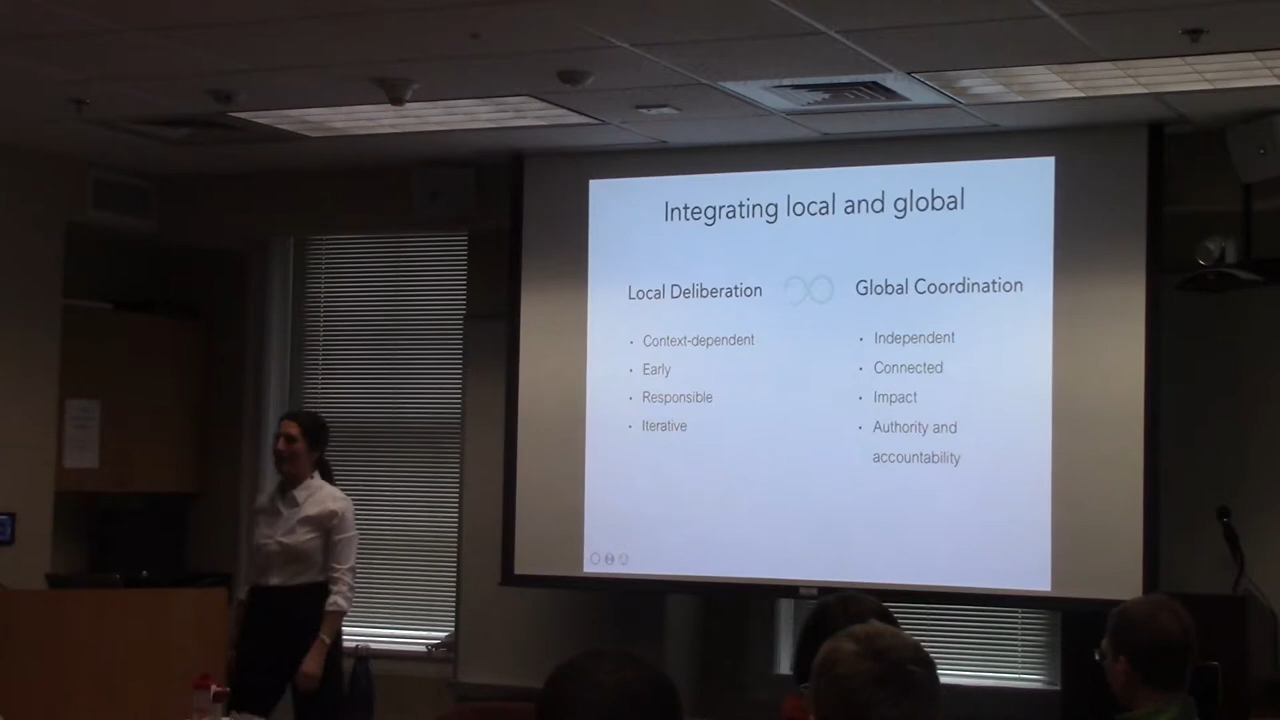 Integrating local and global
Local Deliberation
Global Coordination
• Context-dependent
• Early
• Responsible
• Iterative
• Independent
• Connected
• Impact
• Authority and
accountability